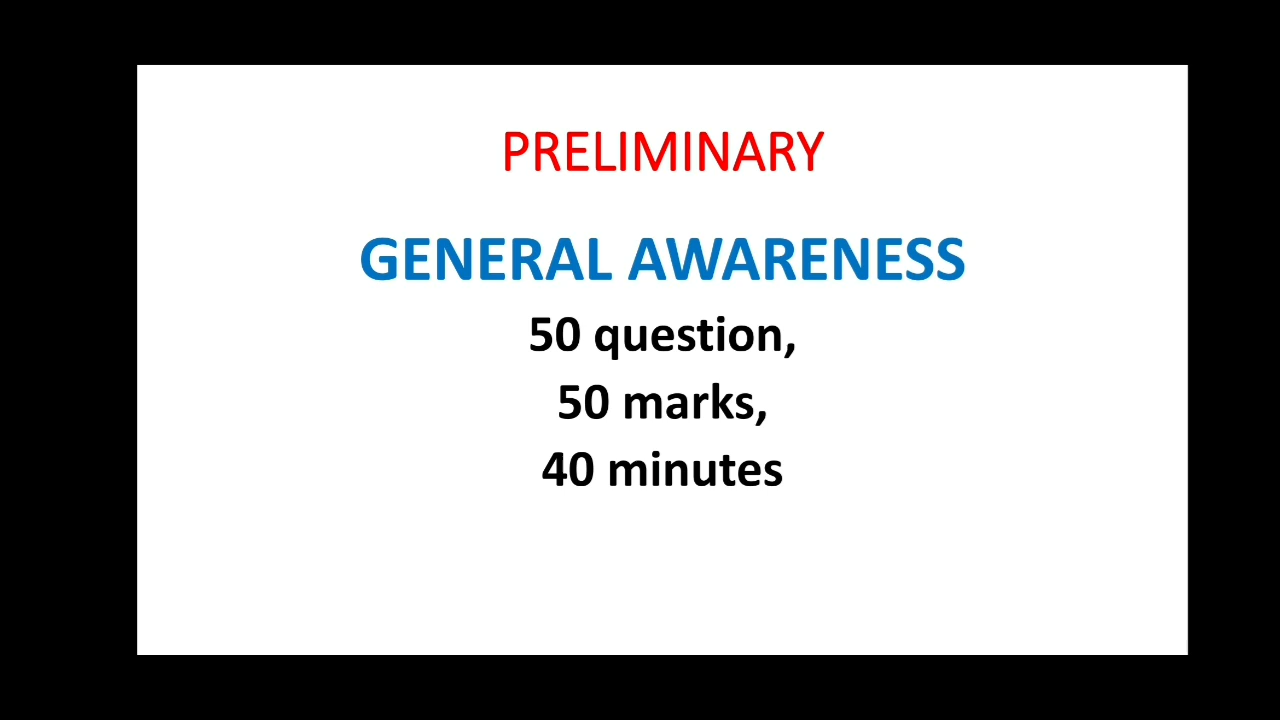 PRELIMINARY
GENERAL AWARENESS
50 question,
50 marks,
40 minutes